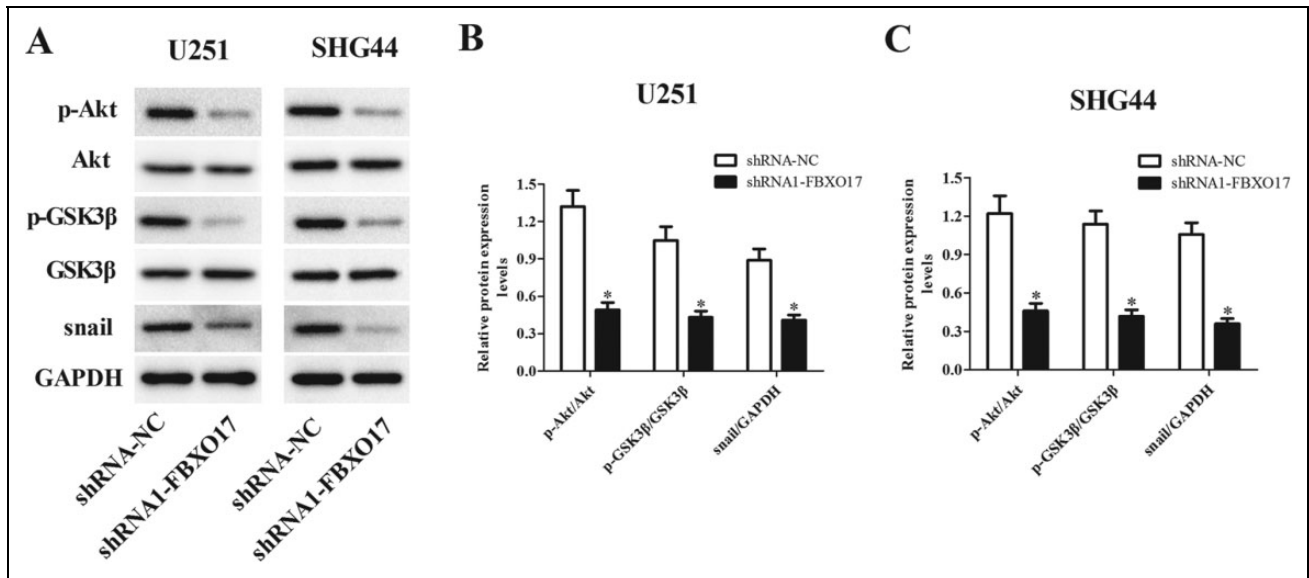 A
U251
SHG44
p-Akt
Akt
p-GSK3β
GSK3β
snail
GAPDH
shRNA-NC
shRNA1-FBXO17
shRNA-NC
shRNA1-FBXO17
B
U251
shRNA-NC
shRNA1-FBXO17
Relative protein expression
levels
1.5
1.2
0.9
0.6
0.3
0.0
*
*
*
p-Akt/Akt
p-GSK3β/GSK3β
snail/GAPDH
C
SHG44
shRNA-NC
shRNA1-FBXO17
Relative protein expression
levels
1.5
1.2
0.9
0.6
0.3
0.0
*
*
*
p-Akt/Akt
p-GSK3β/GSK3β
snail/GAPDH